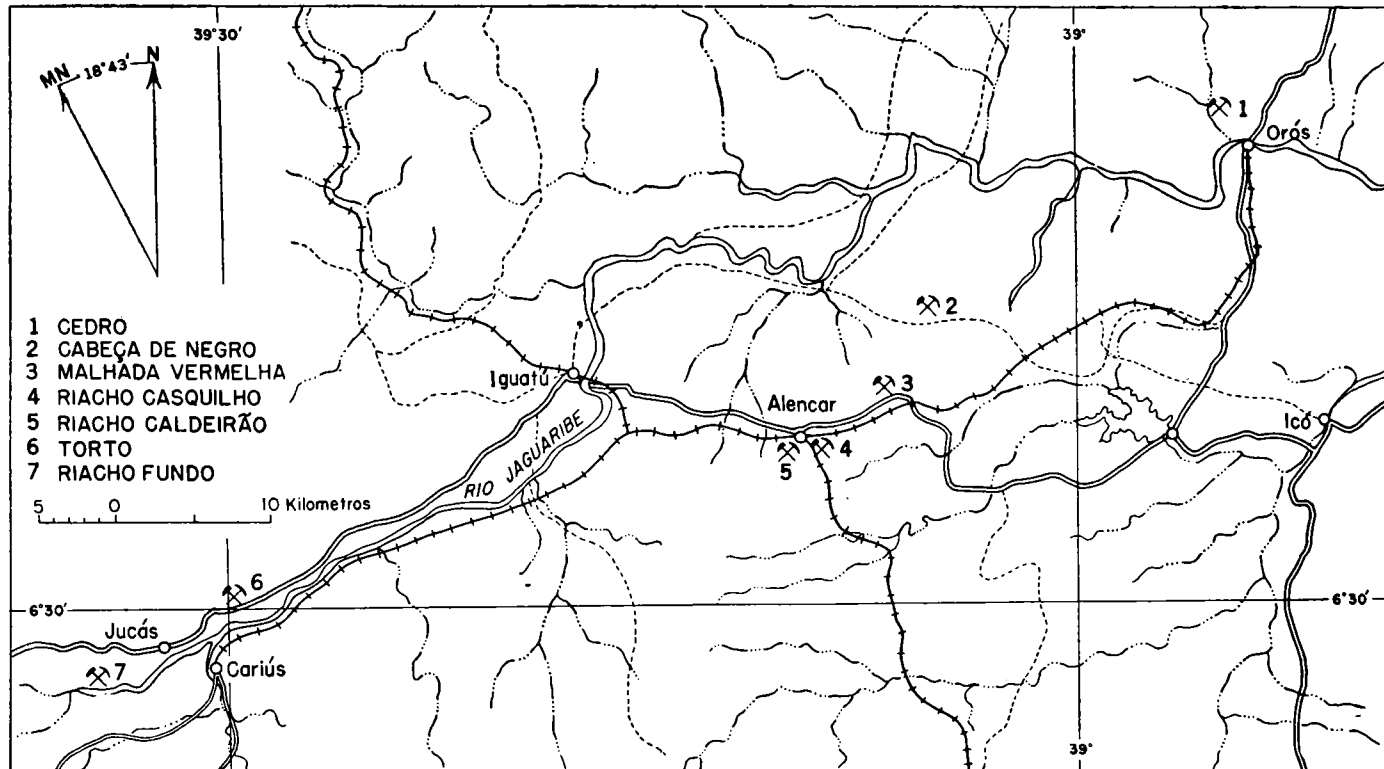 39°30'
39°
MN
18°43'
N
1
Orós
1 CEDRO
2 CABEÇA DE NEGRO
3 MALHADA VERMELHA
4 RIACHO CASQUILHO
5 RIACHO CALDEIRÃO
6 TORTO
7 RIACHO FUNDO
2
Iguatú
3
Alencar
Icó
4
5
RIO JAGUARIBE
5 0 10 Kilometros
6
6°30'
6°30'
Jucás
7
Cariús
39°